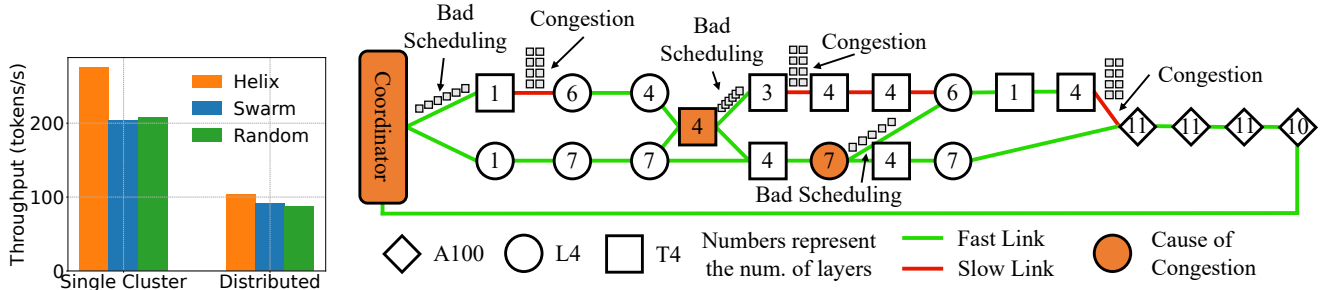 Throughput (tokens/s)
200
100
0
Helix
Swarm
Random
Single Cluster
Distributed
Coordinator
Bad
Scheduling
Congestion
Bad
Scheduling
Congestion
Congestion
1
6
4
3
4
4
6
1
4
4
11
11
11
10
1
7
7
4
7
4
7
Bad Scheduling
A100
L4
T4
Numbers represent
the num. of layers
Fast Link
Slow Link
Cause of
Congestion